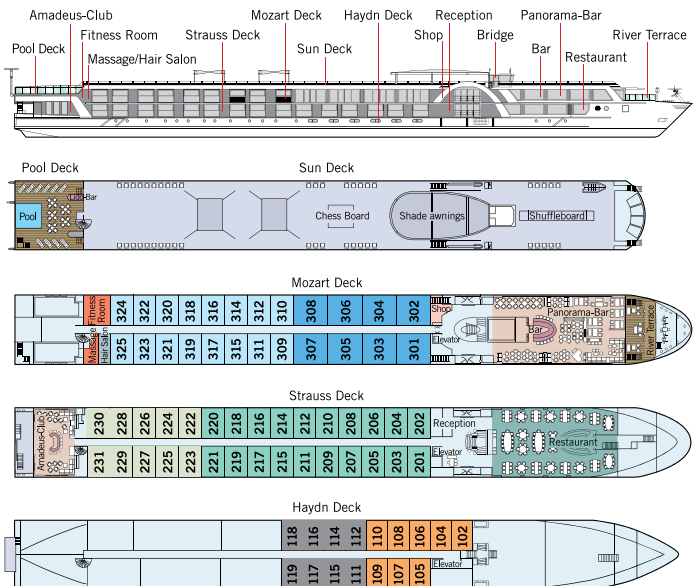 Amadeus-Club Mozart Deck Haydn Deck Reception Panorama-Bar
Fitness Room Strauss Deck Shop Bridge River Terrace
Pool Deck Massage/Hair Salon Sun Deck Bar Restaurant
Pool Deck Sun Deck
Pool Chess Board Shade awnings Shuffleboard
Bar
Mozart Deck
Massage Fitness
Hair Salon Room
324 322 320 318 316 314 312 310 308 306 304 302
Shop
Panorama-Bar
Bar
River Terrace
325 323 321 319 317 315 311 309 307 305 303 301
Elevator
Strauss Deck
Amadeus-Club
230 228 226 224 222 220 218 216 214 212 210 208 206 204 202
Reception
Restaurant
231 229 227 225 223 221 219 217 215 211 209 207 205 203 201
Elevator
Haydn Deck
118 116 114 112 110 108 106 104 102
119 117 115 111 109 107 105
Elevator